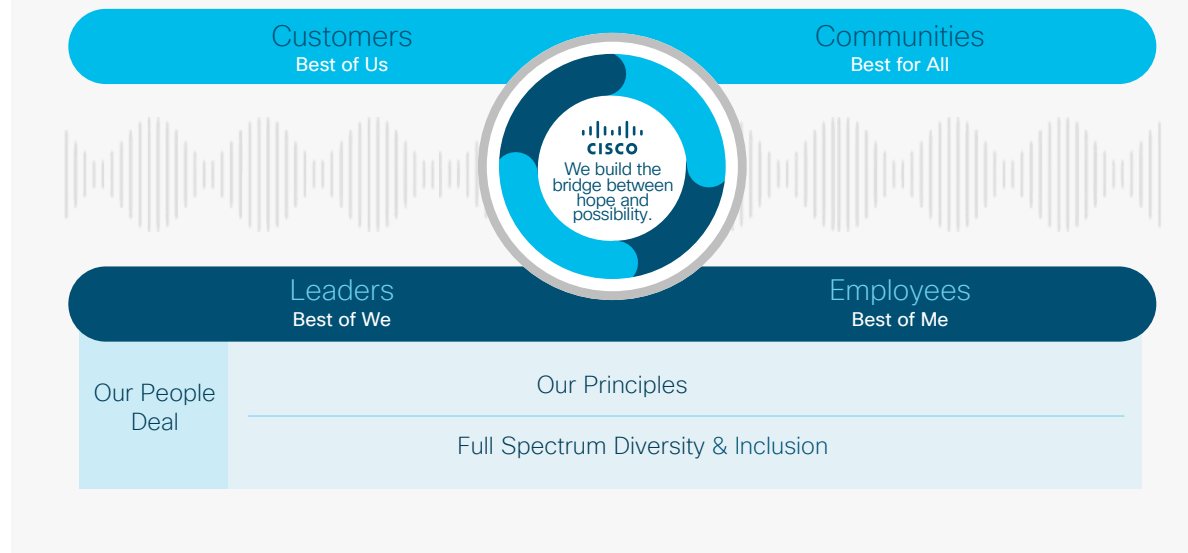 Customers
Best of Us
Communities
Best for All
CISCO
We build the
bridge between
hope and
possibility.
Leaders
Best of We
Employees
Best of Me
Our People
Deal
Our Principles
Full Spectrum Diversity & Inclusion